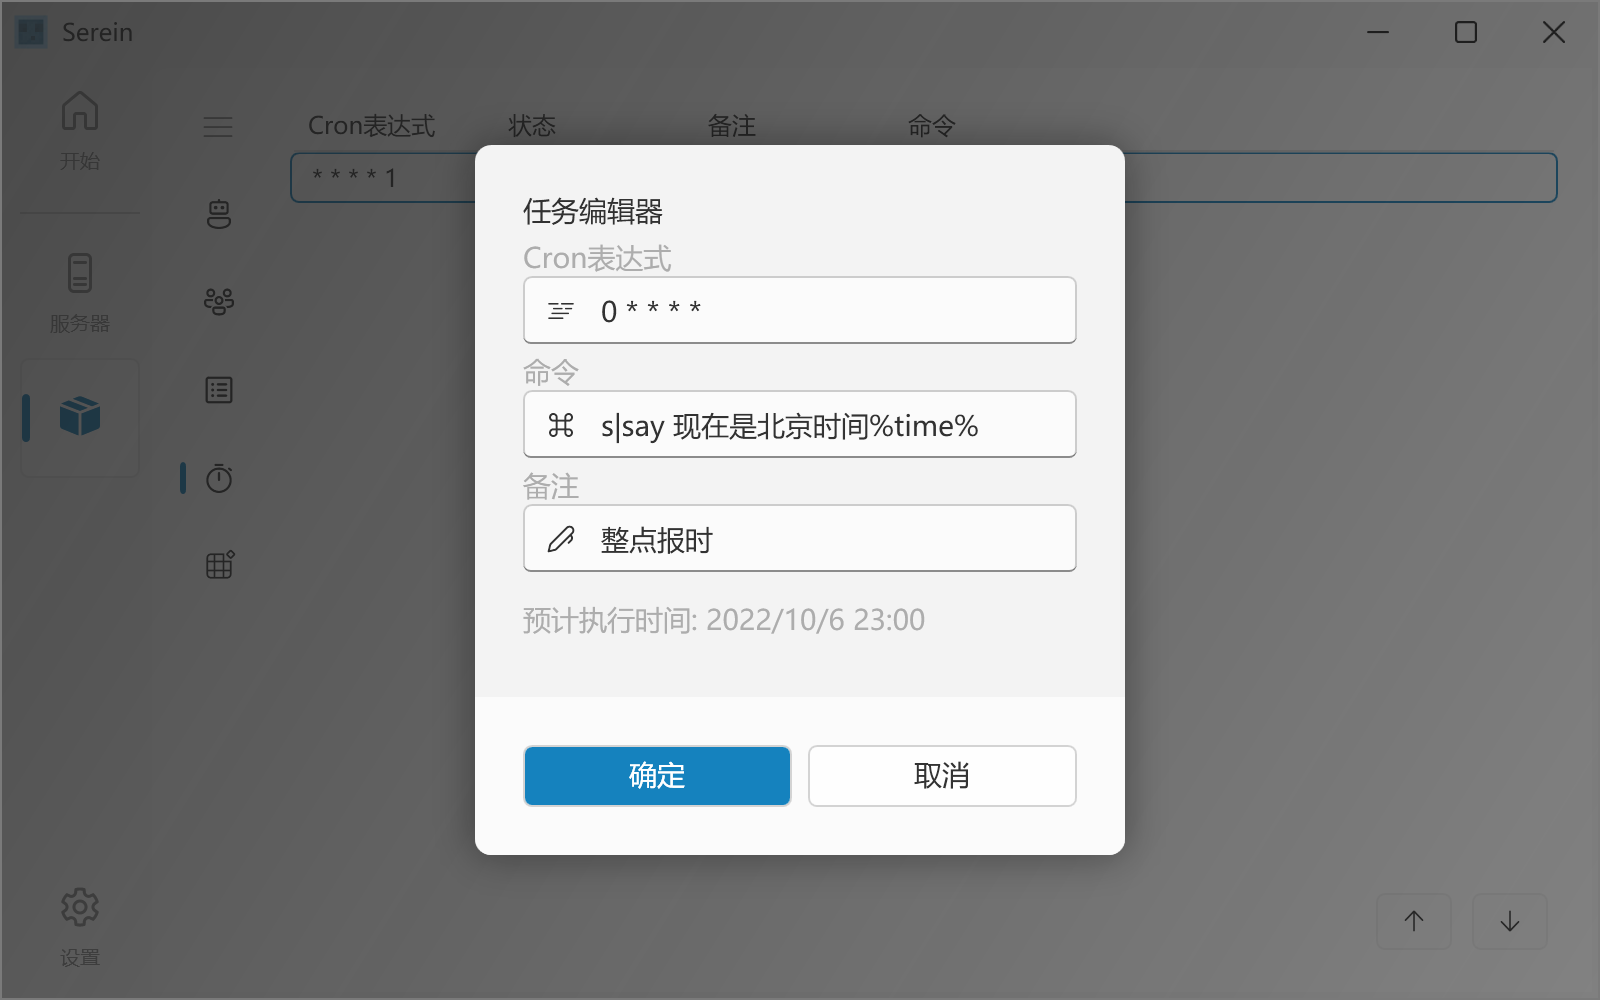 Serein
开始
服务器
设置
Cron表达式 状态 备注 命令
* * * * 1
任务编辑器
Cron表达式
0 * * * *
命令
s|say 现在是北京时间%time%
备注
整点报时
预计执行时间: 2022/10/6 23:00
确定 取消